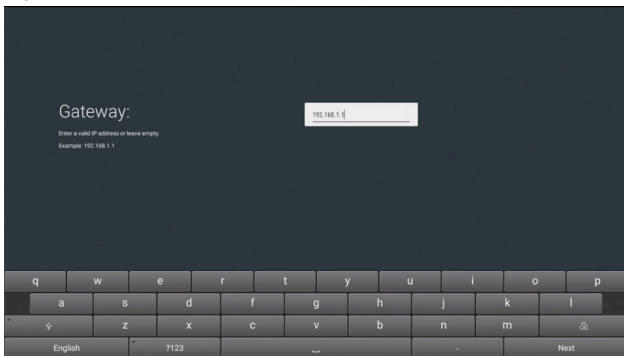 Gateway:
192.168.1.1
Enter a valid IP address or leave empty.
Example: 192.168.1.1
q w e r t y u i o p
a s d f g h j k l
z x c v b n m
English ?123 . Next